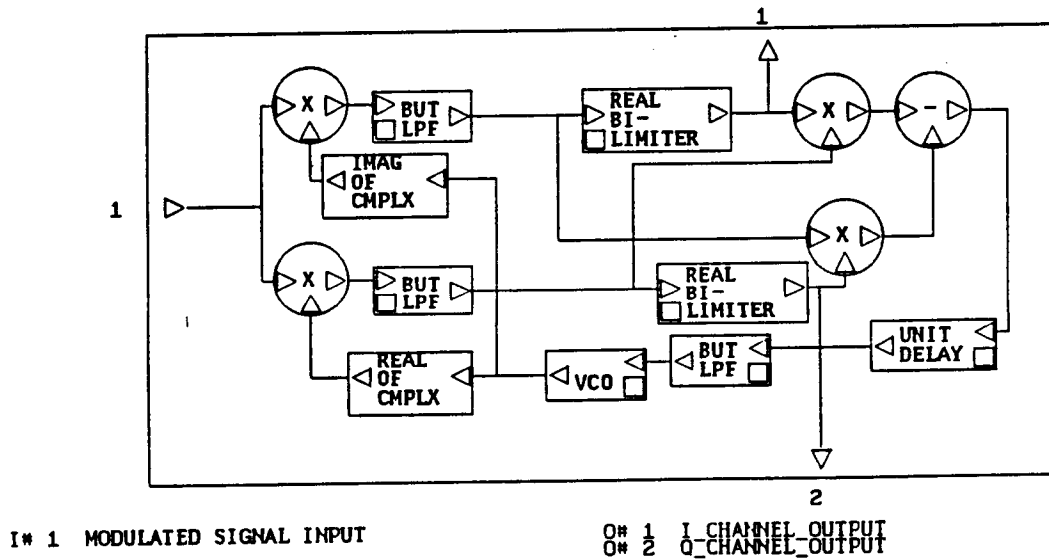 1
X
BUT
LPF
REAL
BI-
LIMITER
X
-
IMAG
OF
CMPLX
1
X
X
BUT
LPF
REAL
BI-
LIMITER
REAL
OF
CMPLX
VCO
BUT
LPF
UNIT
DELAY
2
I# 1 MODULATED SIGNAL INPUT
O# 1 I_CHANNEL_OUTPUT
O# 2 Q_CHANNEL_OUTPUT